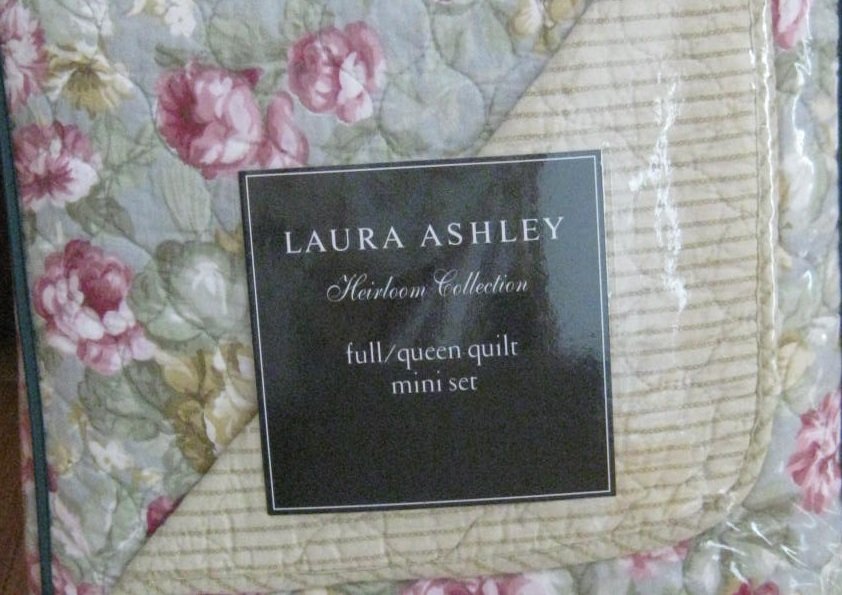 LAURA ASHLEY
Heirloom Collection
full/queen quilt
mini set